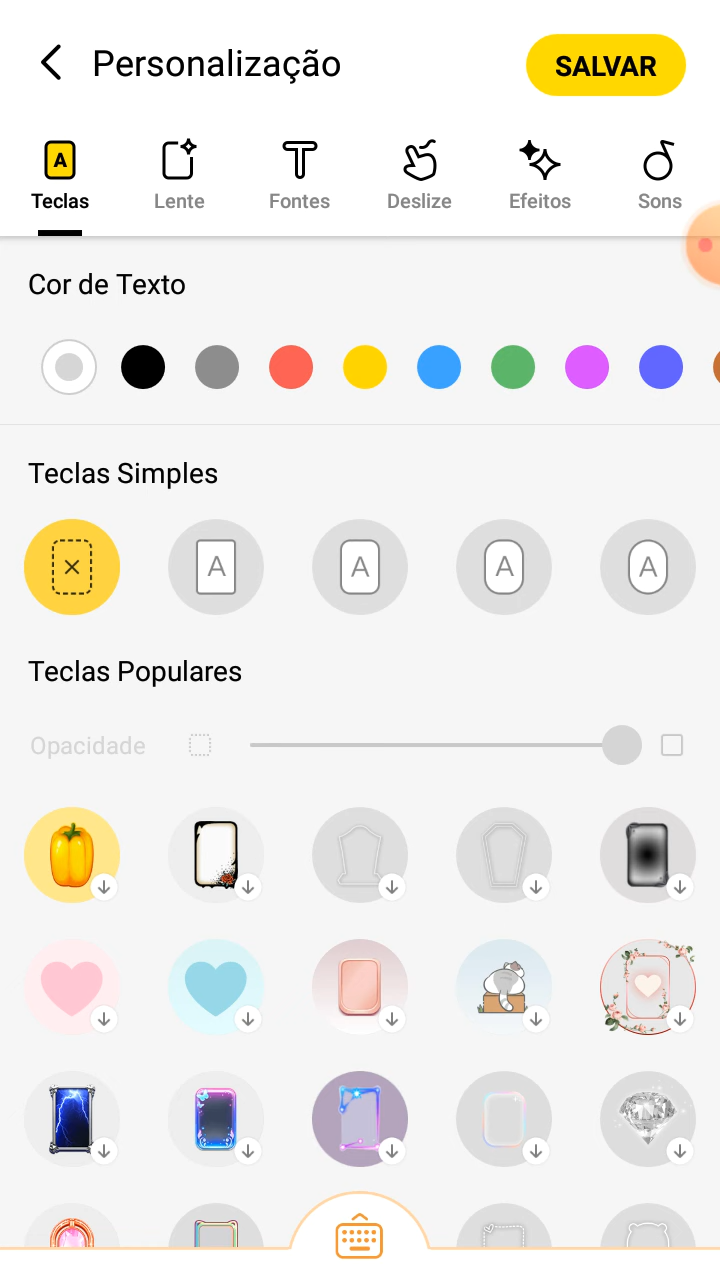 Personalização
SALVAR
A
Teclas
Lente
Fontes
Deslize
Efeitos
Sons
Cor de Texto
Teclas Simples
A
A
A
A
Teclas Populares
Opacidade